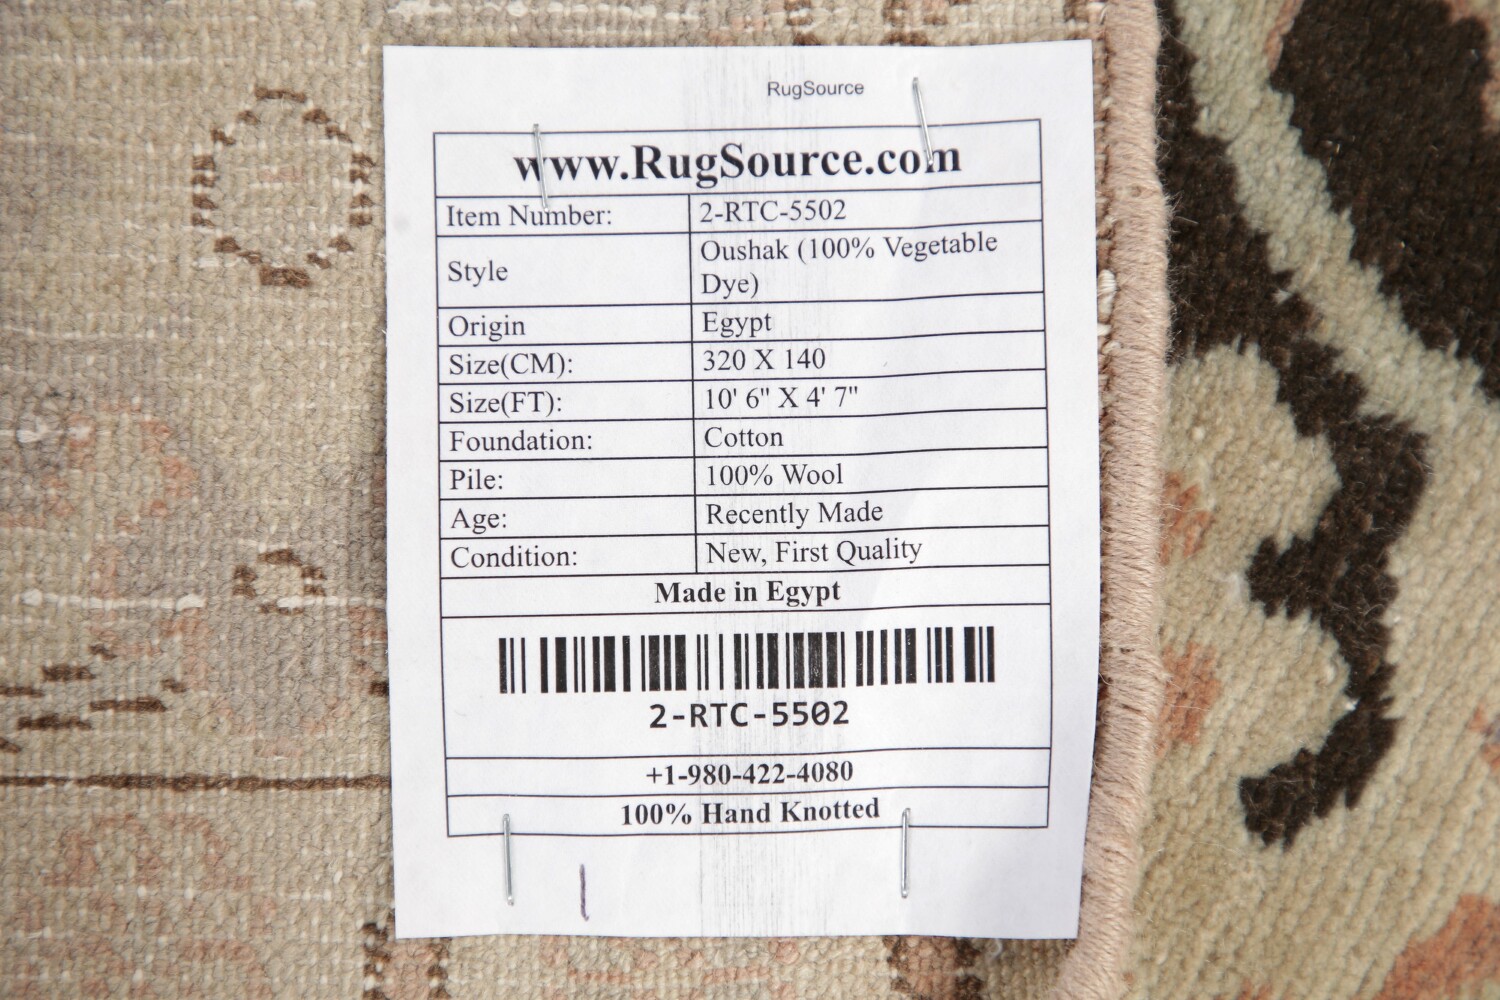 RugSource
www.RugSource.com
Item Number: 2-RTC-5502
Style Oushak (100% Vegetable
Dye)
Origin Egypt
Size(CM): 320 X 140
Size(FT): 10' 6" X 4' 7"
Foundation: Cotton
Pile: 100% Wool
Age: Recently Made
Condition: New, First Quality
Made in Egypt
2-RTC-5502
+1-980-422-4080
100% Hand Knotted